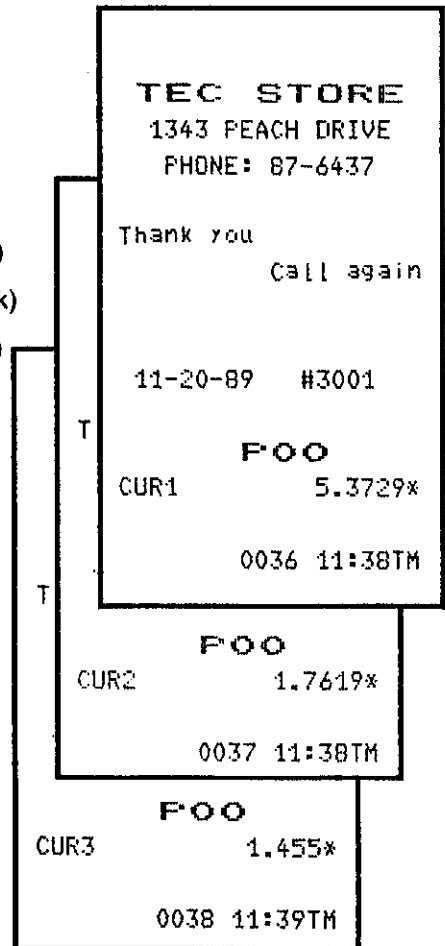 TEC STORE
1343 PEACH DRIVE
PHONE: 87-6437
Thank you
Call again
11-20-89 #3001
POO
CUR1 5.3729*
0036 11:38TM
)
k)
T
POO
CUR2 1.7619*
0037 11:38TM
T
POO
CUR3 1.455*
0038 11:39TM